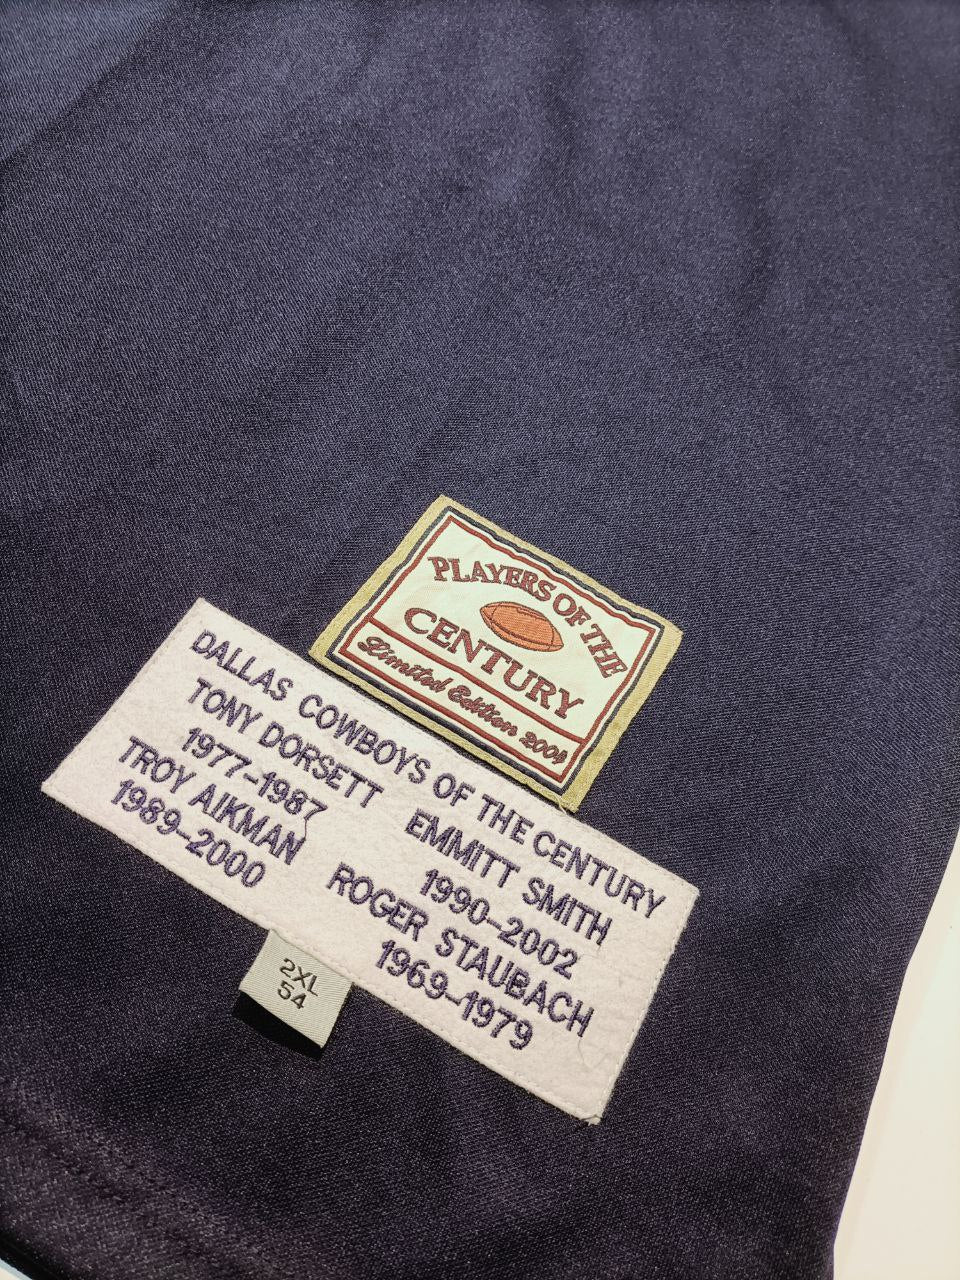 PLAYERS OF THE
CENTURY
Limited Edition 2004
DALLAS COWBOYS OF THE CENTURY
TONY DORSETT EMMITT SMITH
1977-1987 1990-2002
TROY AIKMAN ROGER STAUBACH
1989-2000 1969-1979
2XL
54